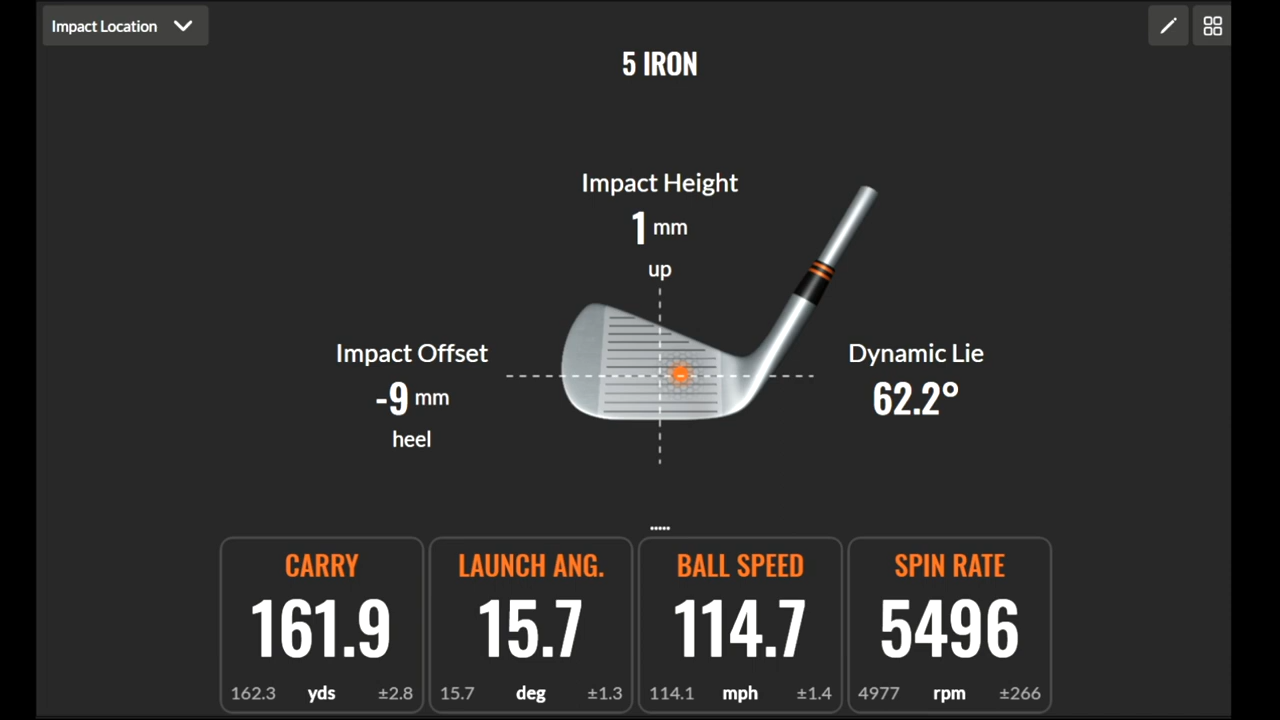 Impact Location
5 IRON
Impact Height
1 mm
up
Impact Offset
-9 mm
heel
Dynamic Lie
62.2°
CARRY
161.9
162.3 yds ±2.8
LAUNCH ANG.
15.7
15.7 deg ±1.3
BALL SPEED
114.7
114.1 mph ±1.4
SPIN RATE
5496
4977 rpm ±266